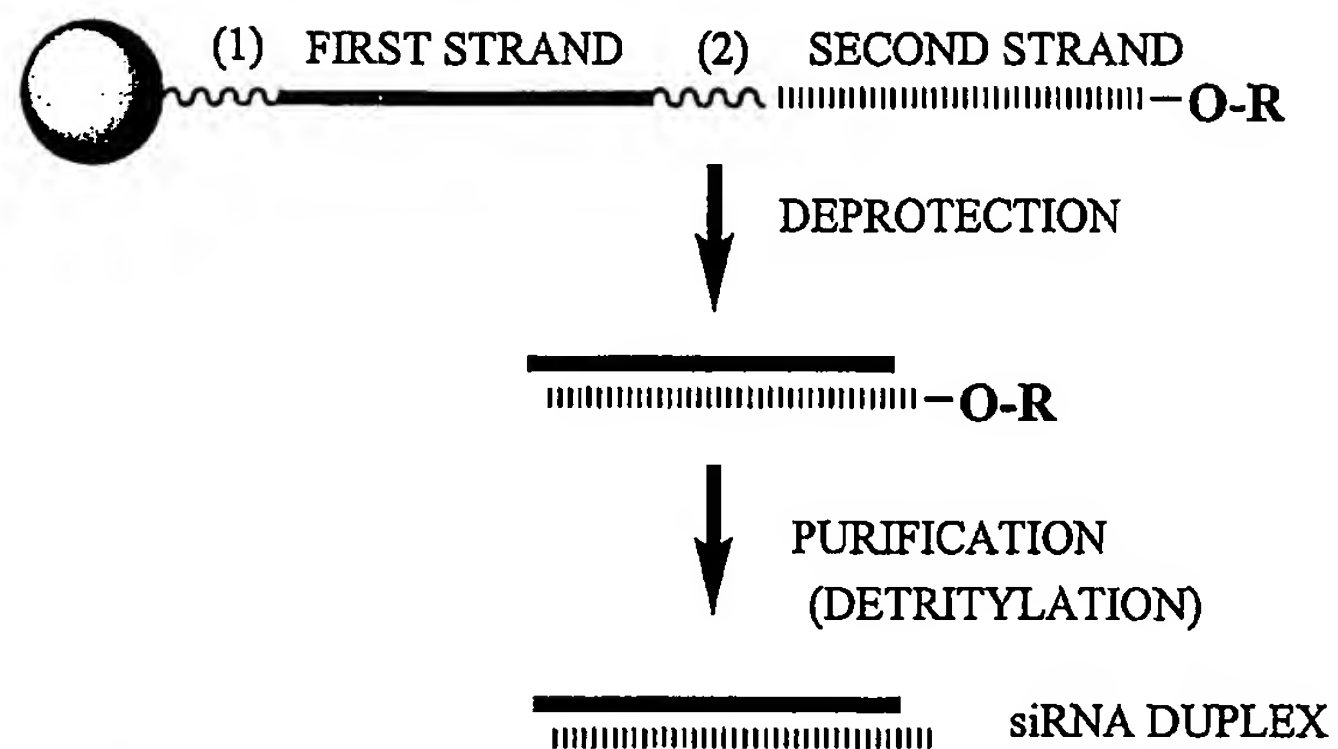 (1) FIRST STRAND (2) SECOND STRAND
O-R
DEPROTECTION
O-R
PURIFICATION
(DETRITYLATION)
siRNA DUPLEX